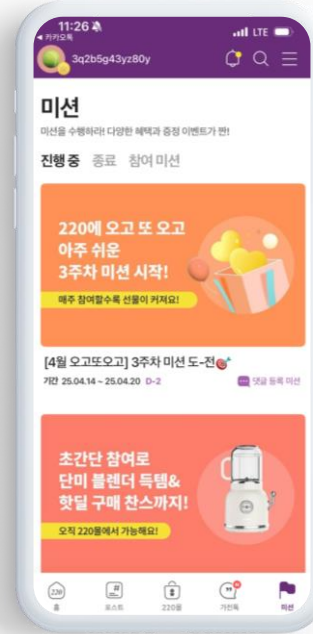 11:26
LTE
◀ 카카오톡
3q2b5g43yz80y
미션
미션을 수행하라! 다양한 혜택과 증정 이벤트가 짠!
진행 중 종료 참여 미션
220에 오고 또 오고
아주 쉬운
3주차 미션 시작!
매주 참여할수록 선물이 커져요!
[4월 오고또오고] 3주차 미션 도-전🎯
기간 25.04.14 ~ 25.04.20 D-2
댓글 등록 미션
초간단 참여로
단미 블렌더 득템&
핫딜 구매 찬스까지!
오직 220몰에서 가능해요!
220
홈 포스트 220몰 가전톡 미션